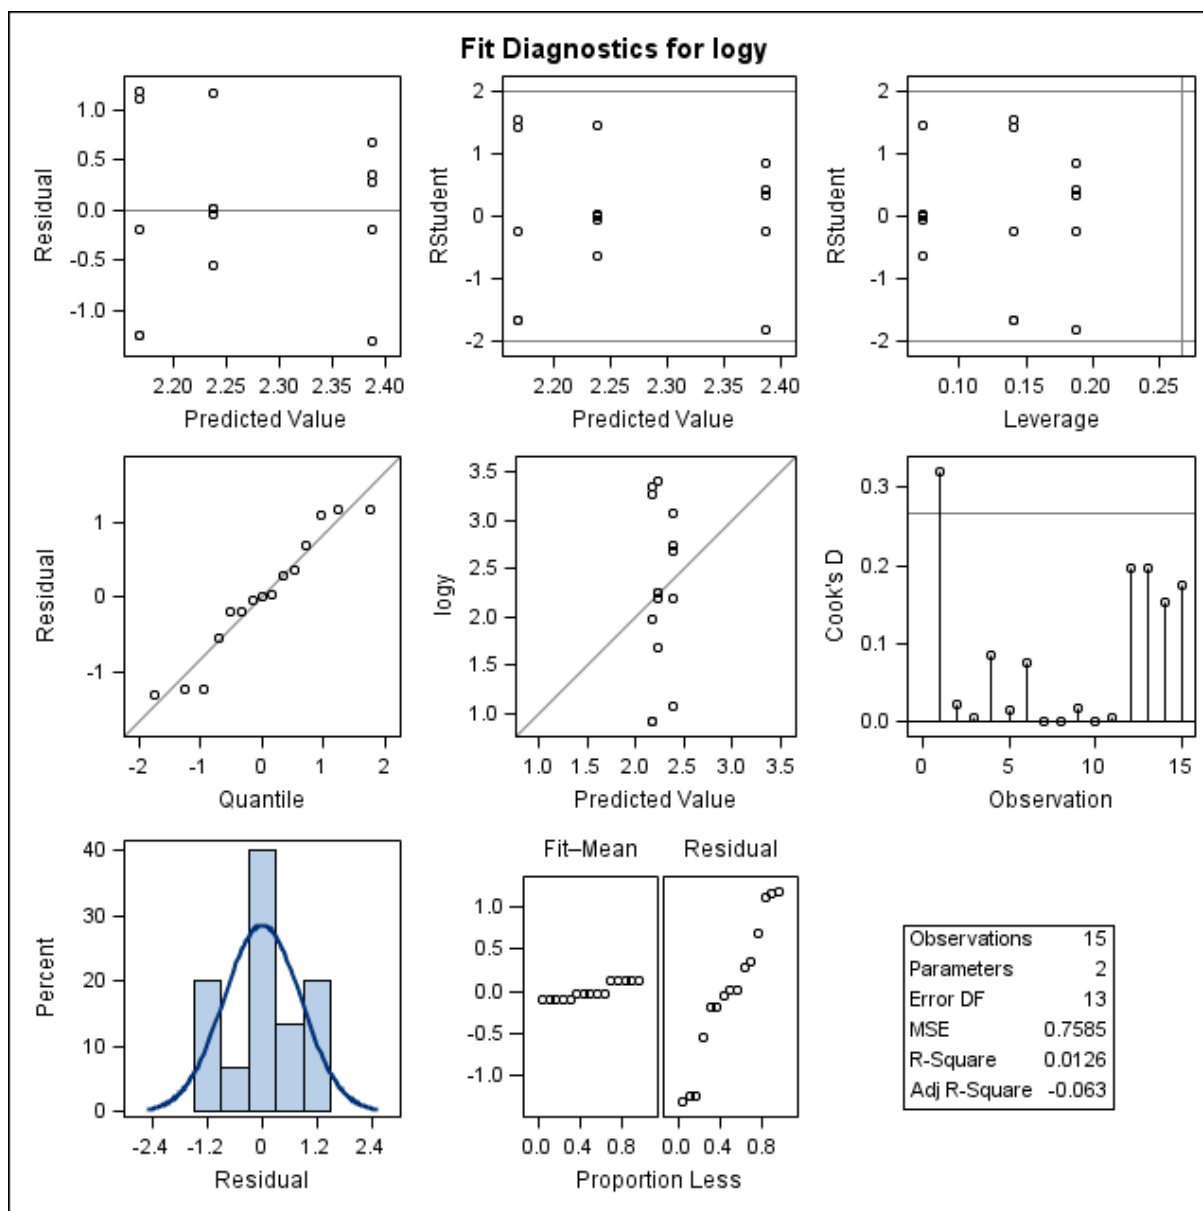 Fit Diagnostics for logy
1.0
0.5
0.0
-0.5
-1.0
Residual
2.20 2.25 2.30 2.35 2.40
Predicted Value
2
1
0
-1
-2
RStudent
2.20 2.25 2.30 2.35 2.40
Predicted Value
2
1
0
-1
-2
RStudent
0.10 0.15 0.20 0.25
Leverage
1
0
-1
Residual
-2 -1 0 1 2
Quantile
3.5
3.0
2.5
2.0
1.5
1.0
logy
1.0 1.5 2.0 2.5 3.0 3.5
Predicted Value
0.3
0.2
0.1
0.0
Cook's D
0 5 10 15
Observation
40
30
20
10
0
Percent
-2.4 -1.2 0 1.2 2.4
Residual
Fit–Mean Residual
1.0
0.5
0.0
-0.5
-1.0
0.0 0.4 0.8 0.0 0.4 0.8
Proportion Less
Observations 15
Parameters 2
Error DF 13
MSE 0.7585
R-Square 0.0126
Adj R-Square -0.063